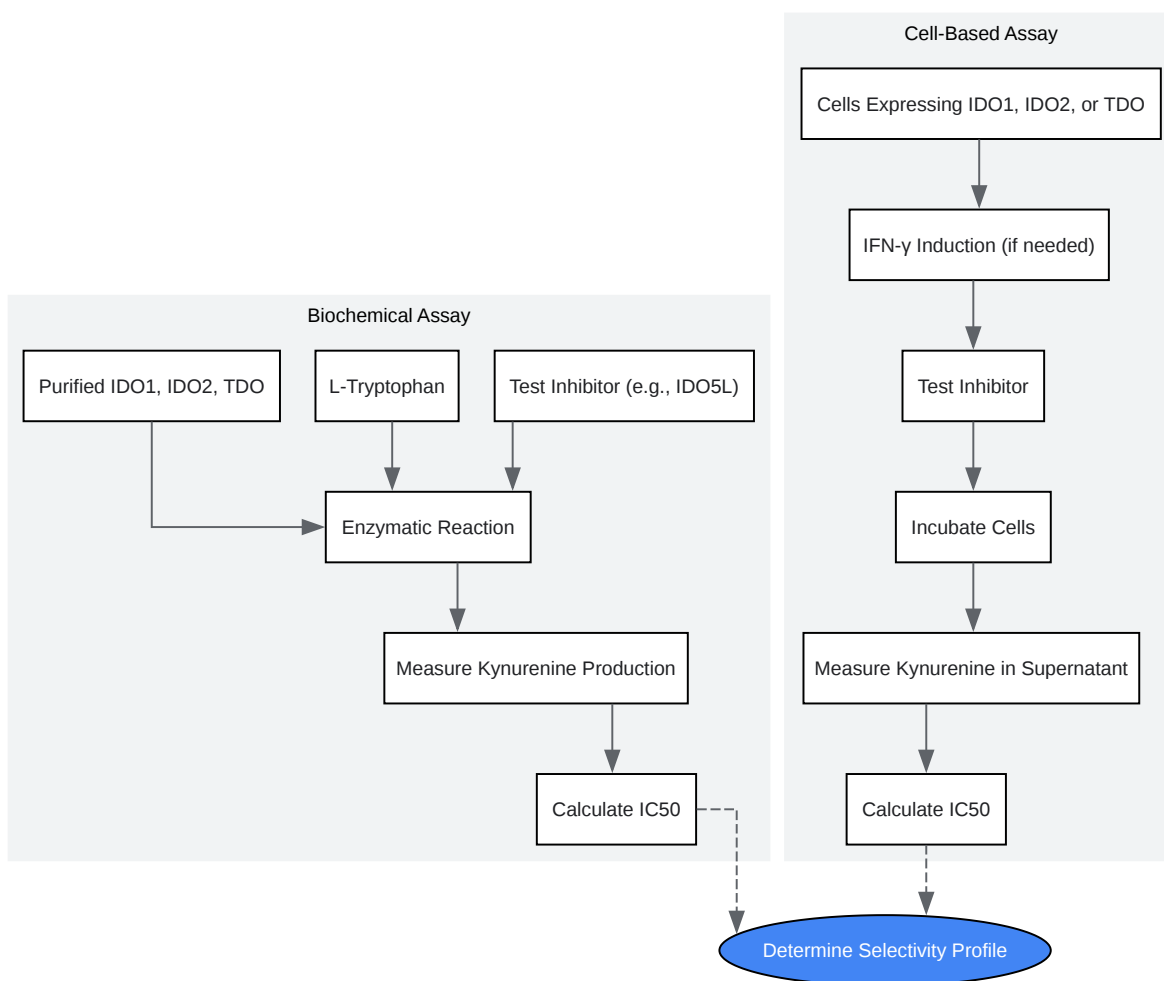 Cell-Based Assay
Cells Expressing IDO1, IDO2, or TDO
IFN-γ Induction (if needed)
Biochemical Assay
Purified IDO1, IDO2, TDO
L-Tryptophan
Test Inhibitor (e.g., IDO5L)
Test Inhibitor
Enzymatic Reaction
Incubate Cells
Measure Kynurenine Production
Measure Kynurenine in Supernatant
Calculate IC50
Calculate IC50
Determine Selectivity Profile